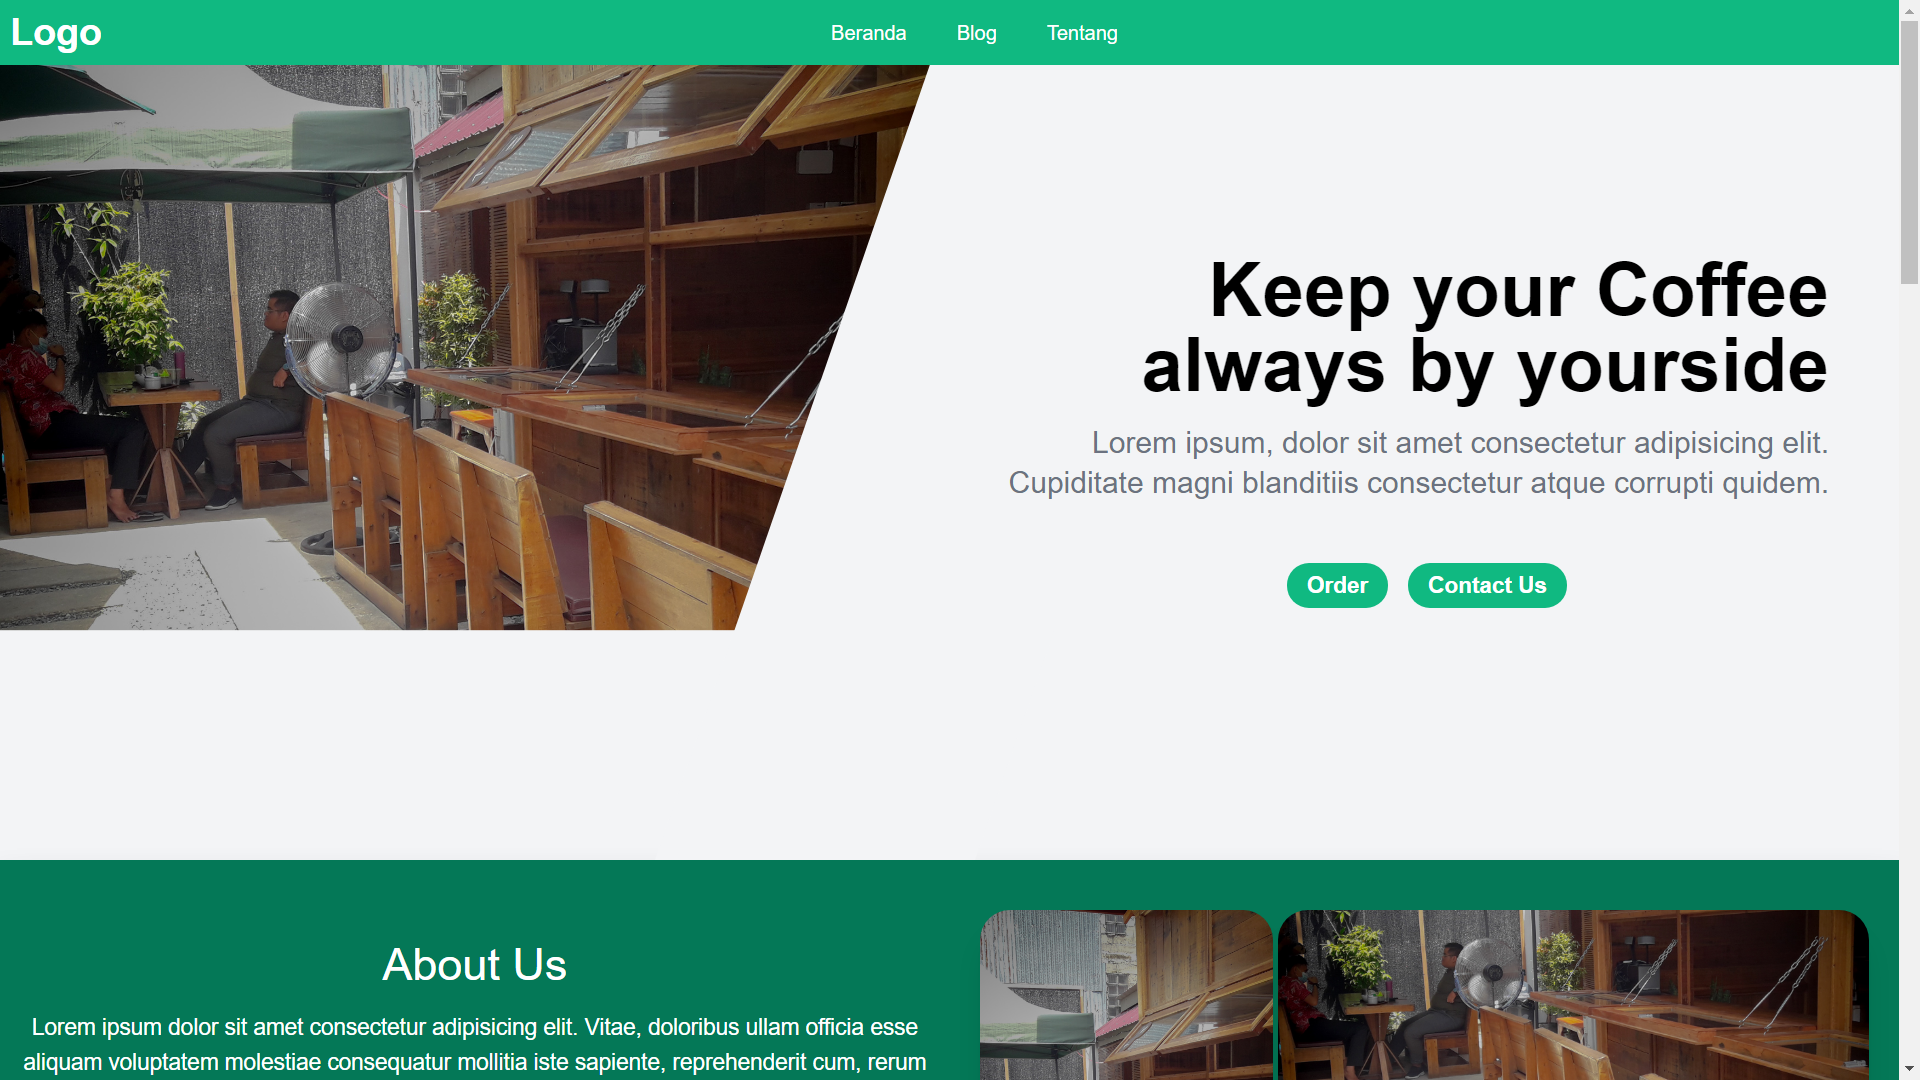 Logo
Beranda
Blog
Tentang
Keep your Coffee
always by yourside
Lorem ipsum, dolor sit amet consectetur adipisicing elit.
Cupiditate magni blanditiis consectetur atque corrupti quidem.
Order
Contact Us
About Us
Lorem ipsum dolor sit amet consectetur adipisicing elit. Vitae, doloribus ullam officia esse
aliquam voluptatem molestiae consequatur mollitia iste sapiente, reprehenderit cum, rerum